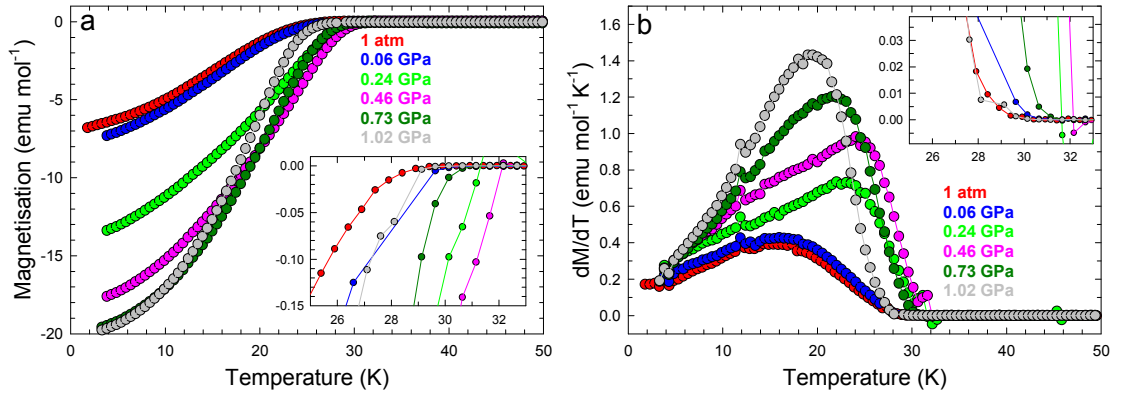 a
Magnetisation (emu mol⁻¹)
0
-5
-10
-15
-20
1 atm
0.06 GPa
0.24 GPa
0.46 GPa
0.73 GPa
1.02 GPa
0.00
-0.05
-0.10
-0.15
26 28 30 32
0 10 20 30 40 50
Temperature (K)
b
dM/dT (emu mol⁻¹ K⁻¹)
1.6
1.4
1.2
1.0
0.8
0.6
0.4
0.2
0.0
0.03
0.02
0.01
0.00
26 28 30 32
1 atm
0.06 GPa
0.24 GPa
0.46 GPa
0.73 GPa
1.02 GPa
0 10 20 30 40 50
Temperature (K)